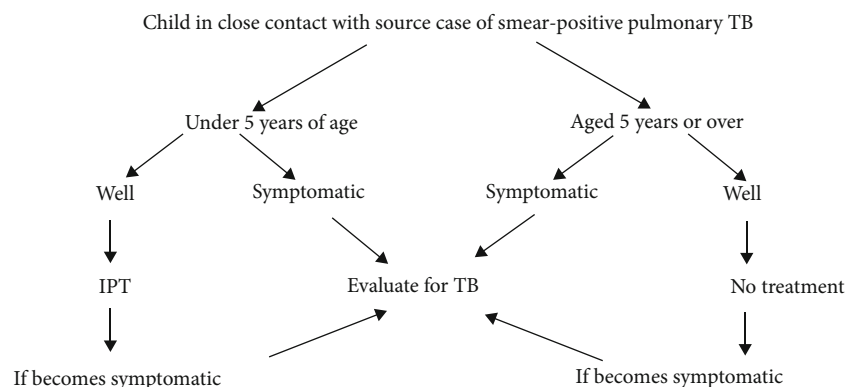 Child in close contact with source case of smear-positive pulmonary TB
Under 5 years of age
Aged 5 years or over
Well
Symptomatic
Symptomatic
Well
IPT
Evaluate for TB
No treatment
If becomes symptomatic
If becomes symptomatic